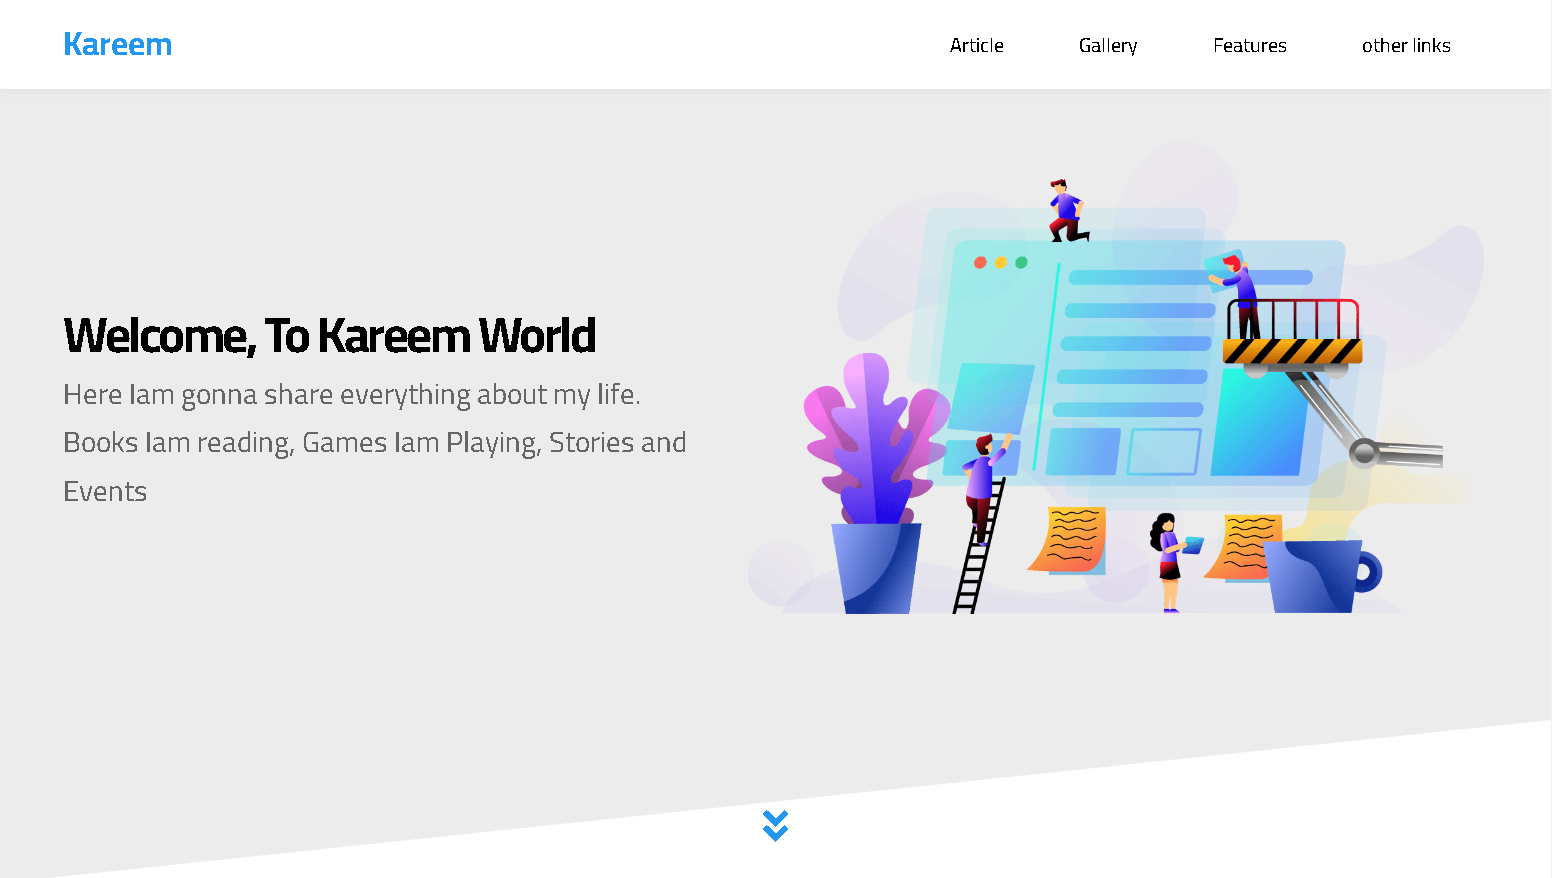 Kareem
Article
Gallery
Features
other links
Welcome, To Kareem World
Here Iam gonna share everything about my life.
Books Iam reading, Games Iam Playing, Stories and
Events